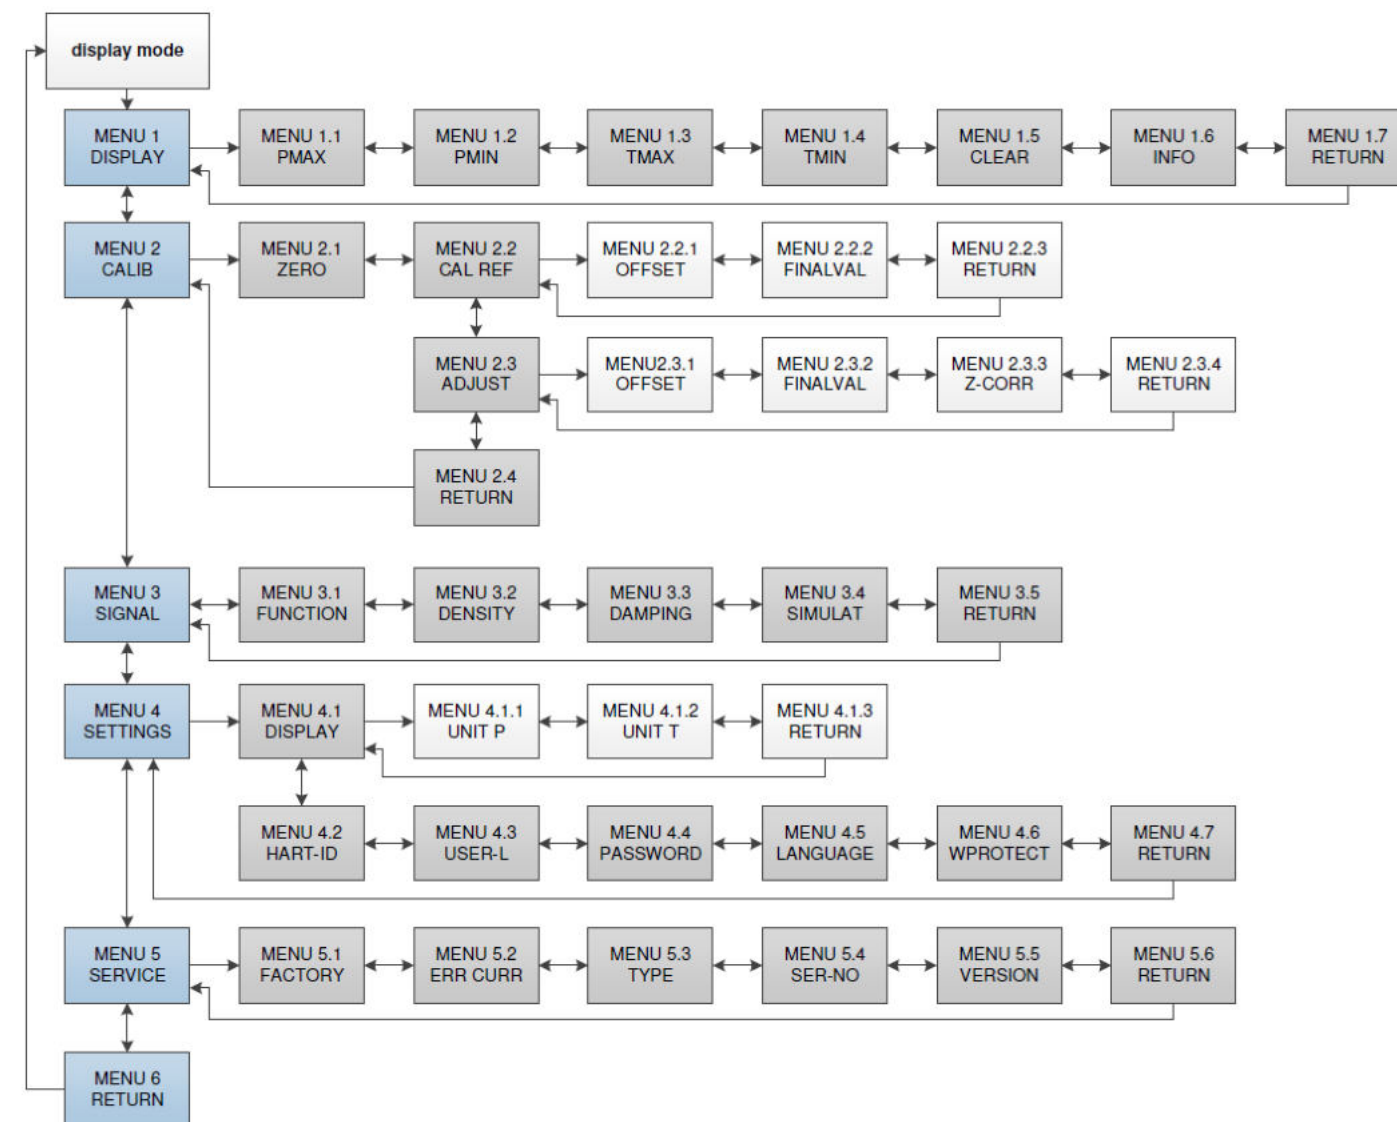 display mode
MENU 1
DISPLAY
MENU 1.1
PMAX
MENU 1.2
PMIN
MENU 1.3
TMAX
MENU 1.4
TMIN
MENU 1.5
CLEAR
MENU 1.6
INFO
MENU 1.7
RETURN
MENU 2
CALIB
MENU 2.1
ZERO
MENU 2.2
CAL REF
MENU 2.2.1
OFFSET
MENU 2.2.2
FINALVAL
MENU 2.2.3
RETURN
MENU 2.3
ADJUST
MENU2.3.1
OFFSET
MENU 2.3.2
FINALVAL
MENU 2.3.3
Z-CORR
MENU 2.3.4
RETURN
MENU 2.4
RETURN
MENU 3
SIGNAL
MENU 3.1
FUNCTION
MENU 3.2
DENSITY
MENU 3.3
DAMPING
MENU 3.4
SIMULAT
MENU 3.5
RETURN
MENU 4
SETTINGS
MENU 4.1
DISPLAY
MENU 4.1.1
UNIT P
MENU 4.1.2
UNIT T
MENU 4.1.3
RETURN
MENU 4.2
HART-ID
MENU 4.3
USER-L
MENU 4.4
PASSWORD
MENU 4.5
LANGUAGE
MENU 4.6
WPROTECT
MENU 4.7
RETURN
MENU 5
SERVICE
MENU 5.1
FACTORY
MENU 5.2
ERR CURR
MENU 5.3
TYPE
MENU 5.4
SER-NO
MENU 5.5
VERSION
MENU 5.6
RETURN
MENU 6
RETURN